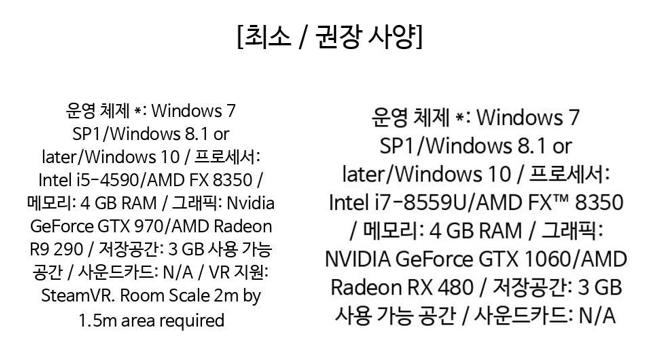 [최소 / 권장 사양]
운영 체제 *: Windows 7
SP1/Windows 8.1 or
later/Windows 10 / 프로세서:
Intel i5-4590/AMD FX 8350 /
메모리: 4 GB RAM / 그래픽: Nvidia
GeForce GTX 970/AMD Radeon
R9 290 / 저장공간: 3 GB 사용 가능
공간 / 사운드카드: N/A / VR 지원:
SteamVR. Room Scale 2m by
1.5m area required
운영 체제 *: Windows 7
SP1/Windows 8.1 or
later/Windows 10 / 프로세서:
Intel i7-8559U/AMD FX™ 8350
/ 메모리: 4 GB RAM / 그래픽:
NVIDIA GeForce GTX 1060/AMD
Radeon RX 480 / 저장공간: 3 GB
사용 가능 공간 / 사운드카드: N/A